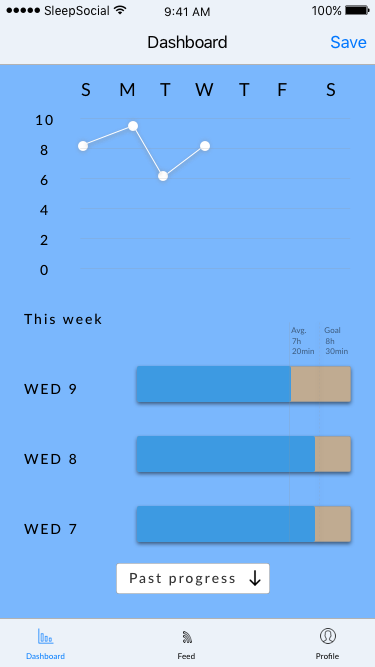 SleepSocial 9:41 AM 100%
Dashboard Save
S M T W T F S
10
8
6
4
2
0
This week
Avg. Goal
7h 8h
20min 30min
WED 9
WED 8
WED 7
Past progress
Dashboard Feed Profile